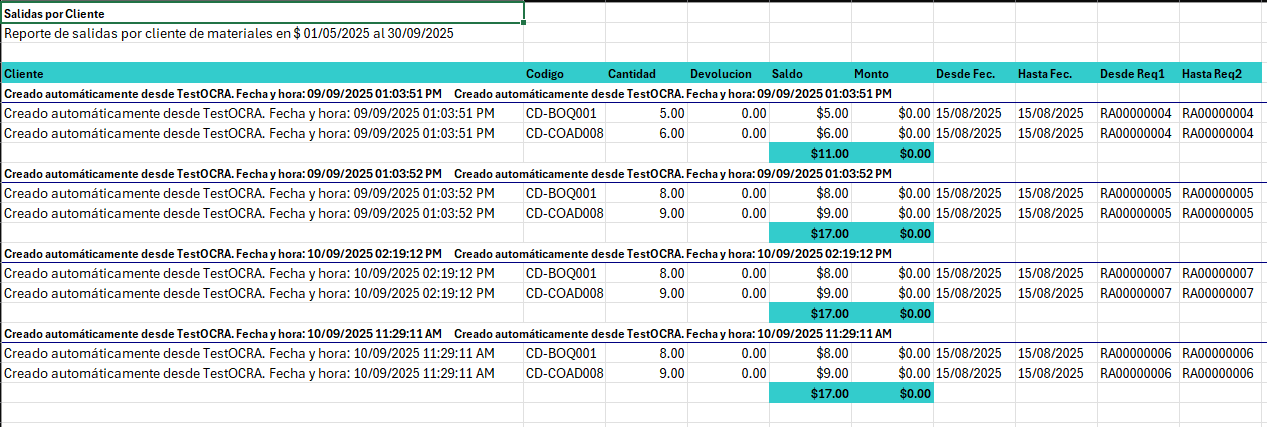 Salidas por Cliente
Reporte de salidas por cliente de materiales en $ 01/05/2025 al 30/09/2025
Cliente Codigo Cantidad Devolucion Saldo Monto Desde Fec. Hasta Fec. Desde Req1 Hasta Req2
Creado automáticamente desde TestOCRA. Fecha y hora: 09/09/2025 01:03:51 PM Creado automáticamente desde TestOCRA. Fecha y hora: 09/09/2025 01:03:51 PM
Creado automáticamente desde TestOCRA. Fecha y hora: 09/09/2025 01:03:51 PM CD-BOQ001 5.00 0.00 $5.00 $0.00 15/08/2025 15/08/2025 RA00000004 RA00000004
Creado automáticamente desde TestOCRA. Fecha y hora: 09/09/2025 01:03:51 PM CD-COAD008 6.00 0.00 $6.00 $0.00 15/08/2025 15/08/2025 RA00000004 RA00000004
$11.00 $0.00
Creado automáticamente desde TestOCRA. Fecha y hora: 09/09/2025 01:03:52 PM Creado automáticamente desde TestOCRA. Fecha y hora: 09/09/2025 01:03:52 PM
Creado automáticamente desde TestOCRA. Fecha y hora: 09/09/2025 01:03:52 PM CD-BOQ001 8.00 0.00 $8.00 $0.00 15/08/2025 15/08/2025 RA00000005 RA00000005
Creado automáticamente desde TestOCRA. Fecha y hora: 09/09/2025 01:03:52 PM CD-COAD008 9.00 0.00 $9.00 $0.00 15/08/2025 15/08/2025 RA00000005 RA00000005
$17.00 $0.00
Creado automáticamente desde TestOCRA. Fecha y hora: 10/09/2025 02:19:12 PM Creado automáticamente desde TestOCRA. Fecha y hora: 10/09/2025 02:19:12 PM
Creado automáticamente desde TestOCRA. Fecha y hora: 10/09/2025 02:19:12 PM CD-BOQ001 8.00 0.00 $8.00 $0.00 15/08/2025 15/08/2025 RA00000007 RA00000007
Creado automáticamente desde TestOCRA. Fecha y hora: 10/09/2025 02:19:12 PM CD-COAD008 9.00 0.00 $9.00 $0.00 15/08/2025 15/08/2025 RA00000007 RA00000007
$17.00 $0.00
Creado automáticamente desde TestOCRA. Fecha y hora: 10/09/2025 11:29:11 AM Creado automáticamente desde TestOCRA. Fecha y hora: 10/09/2025 11:29:11 AM
Creado automáticamente desde TestOCRA. Fecha y hora: 10/09/2025 11:29:11 AM CD-BOQ001 8.00 0.00 $8.00 $0.00 15/08/2025 15/08/2025 RA00000006 RA00000006
Creado automáticamente desde TestOCRA. Fecha y hora: 10/09/2025 11:29:11 AM CD-COAD008 9.00 0.00 $9.00 $0.00 15/08/2025 15/08/2025 RA00000006 RA00000006
$17.00 $0.00